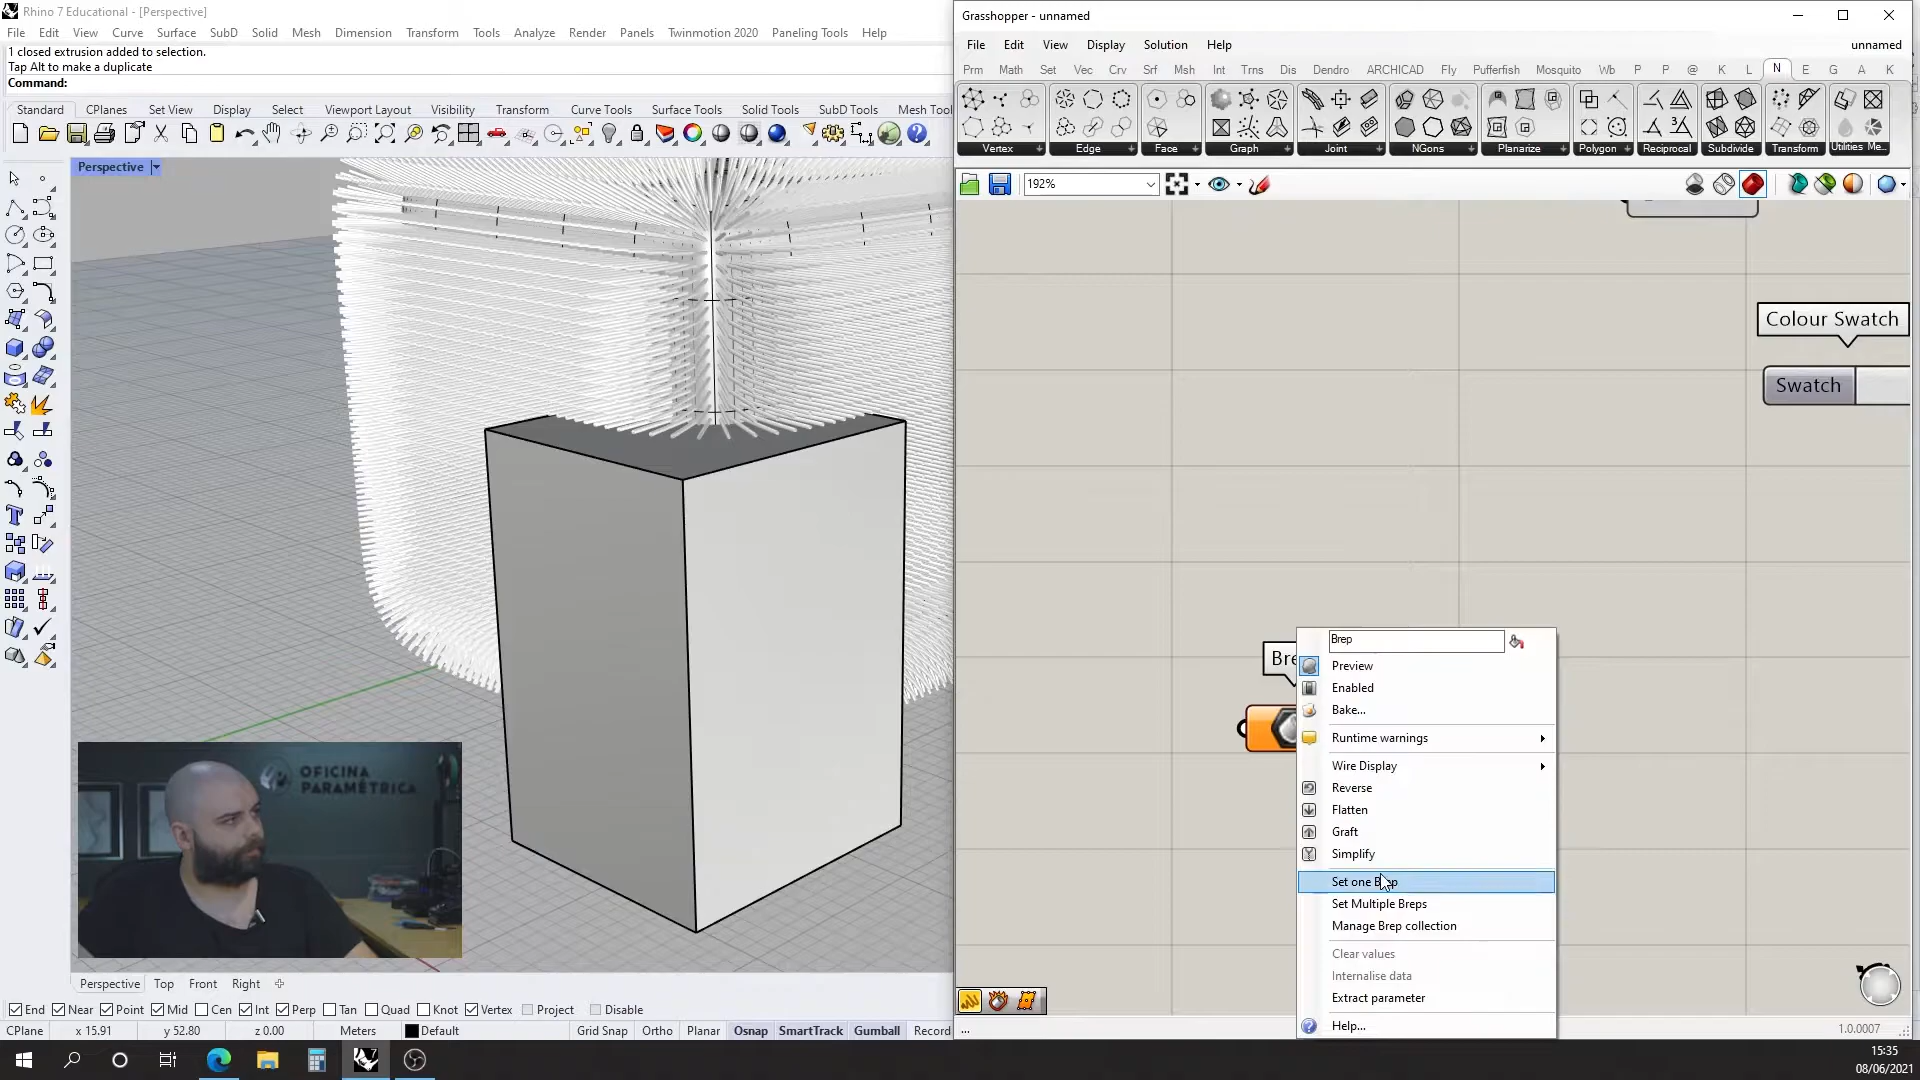 Rhino 7 Educational - [Perspective]
File Edit View Curve Surface SubD Solid Mesh Dimension Transform Tools Analyze Render Panels Twinmotion 2020 Paneling Tools Help
1 closed extrusion added to selection.
Tap Alt to make a duplicate
Command:
Standard CPlanes Set View Display Select Viewport Layout Visibility Transform Curve Tools Surface Tools Solid Tools SubD Tools Mesh Tool
Perspective
OFICINA
PARAMÉTRICA
Perspective Top Front Right
End Near Point Mid Cen Int Perp Tan Quad Knot Vertex Project Disable
CPlane x 15.91 y 52.80 z 0.00 Meters Default Grid Snap Ortho Planar Osnap SmartTrack Gumball Record
Grasshopper - unnamed
File Edit View Display Solution Help unnamed
Prm Math Set Vec Crv Srf Msh Int Trns Dis Dendro ARCHICAD Fly Pufferfish Mosquito Wb P P @ K L N E G A K
Vertex Edge Face Graph Joint NGons Planarize Polygon Reciprocal Subdivide Transform Utilities Me...
192%
Colour Swatch
Swatch
Bre
Brep
Preview
Enabled
Bake...
Runtime warnings
Wire Display
Reverse
Flatten
Graft
Simplify
Set one Brep
Set Multiple Breps
Manage Brep collection
Clear values
Internalise data
Extract parameter
Help...
...
1.0.0007
15:35
08/06/2021